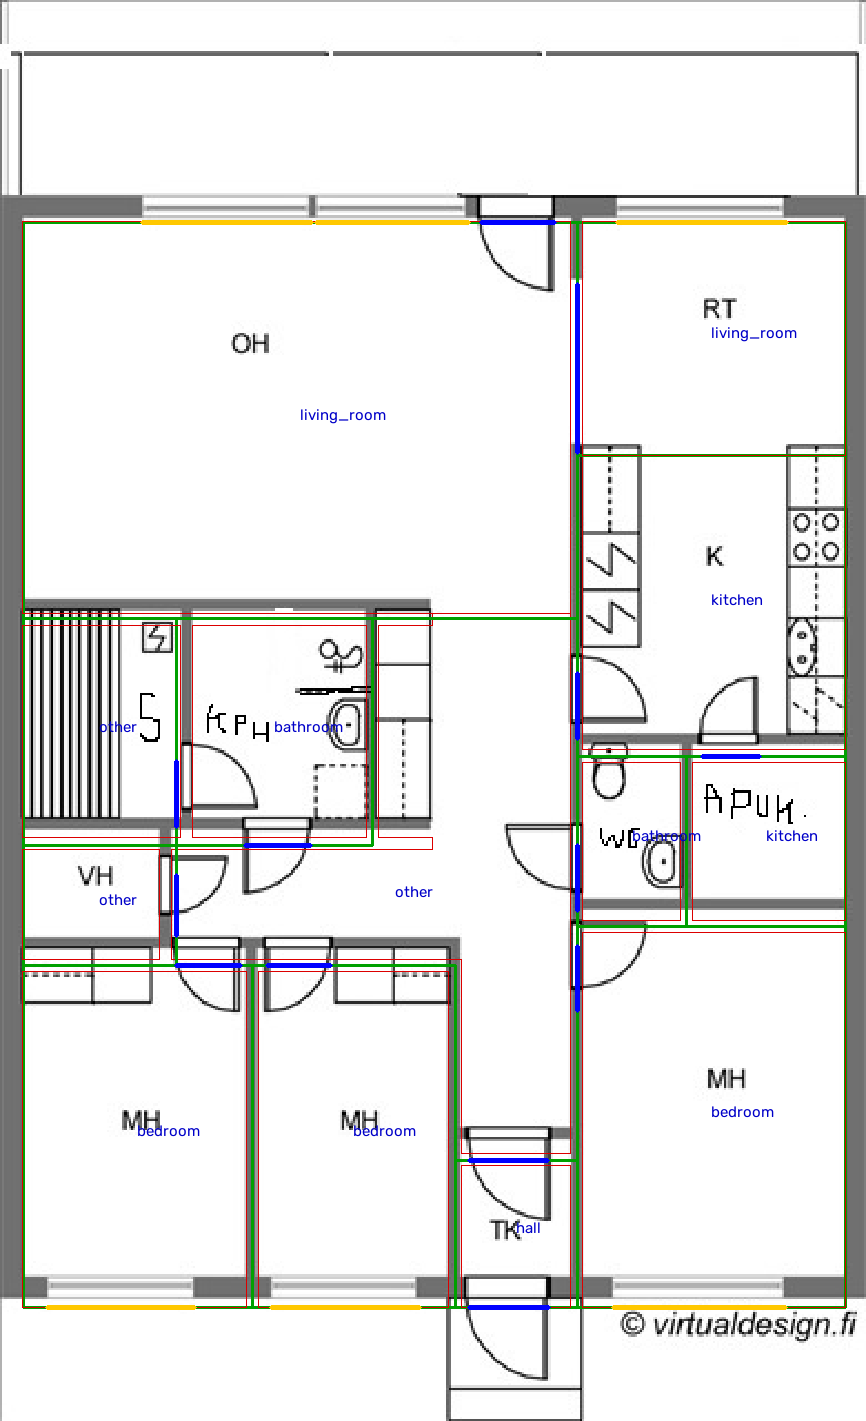 RT
living_room
OH
living_room
K
kitchen
S
other
KPH
bathroom
APUK.
WC
bathroom
kitchen
VH
other
other
MH
bedroom
MH
bedroom
MH
bedroom
TK
hall
© virtualdesign.fi